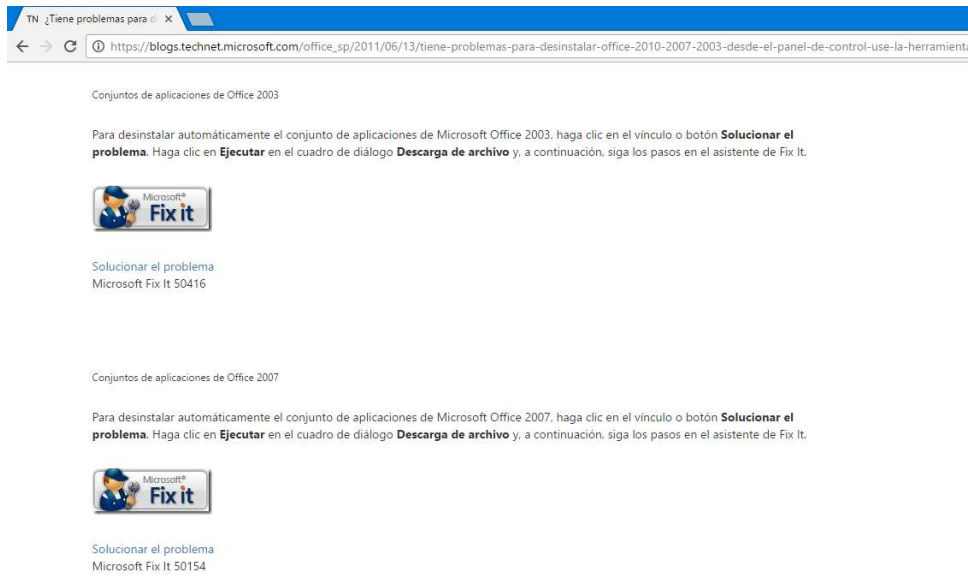 TN ¿Tiene problemas para d
https://blogs.technet.microsoft.com/office_sp/2011/06/13/tiene-problemas-para-desinstalar-office-2010-2007-2003-desde-el-panel-de-control-use-la-herramienta
Conjuntos de aplicaciones de Office 2003
Para desinstalar automáticamente el conjunto de aplicaciones de Microsoft Office 2003, haga clic en el vínculo o botón Solucionar el
problema. Haga clic en Ejecutar en el cuadro de diálogo Descarga de archivo y, a continuación, siga los pasos en el asistente de Fix It.
Microsoft®
Fix it
Solucionar el problema
Microsoft Fix It 50416
Conjuntos de aplicaciones de Office 2007
Para desinstalar automáticamente el conjunto de aplicaciones de Microsoft Office 2007, haga clic en el vínculo o botón Solucionar el
problema. Haga clic en Ejecutar en el cuadro de diálogo Descarga de archivo y, a continuación, siga los pasos en el asistente de Fix It.
Microsoft®
Fix it
Solucionar el problema
Microsoft Fix It 50154